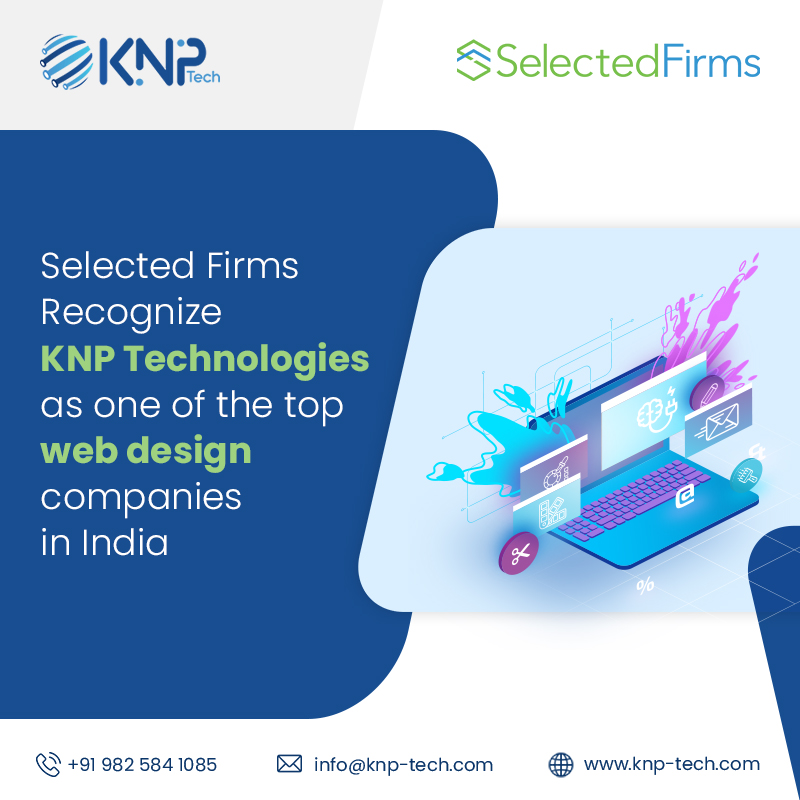 KNP Tech
SelectedFirms
Selected Firms
Recognize
KNP Technologies
as one of the top
web design
companies
in India
@
%
+91 982 584 1085
info@knp-tech.com
www.knp-tech.com